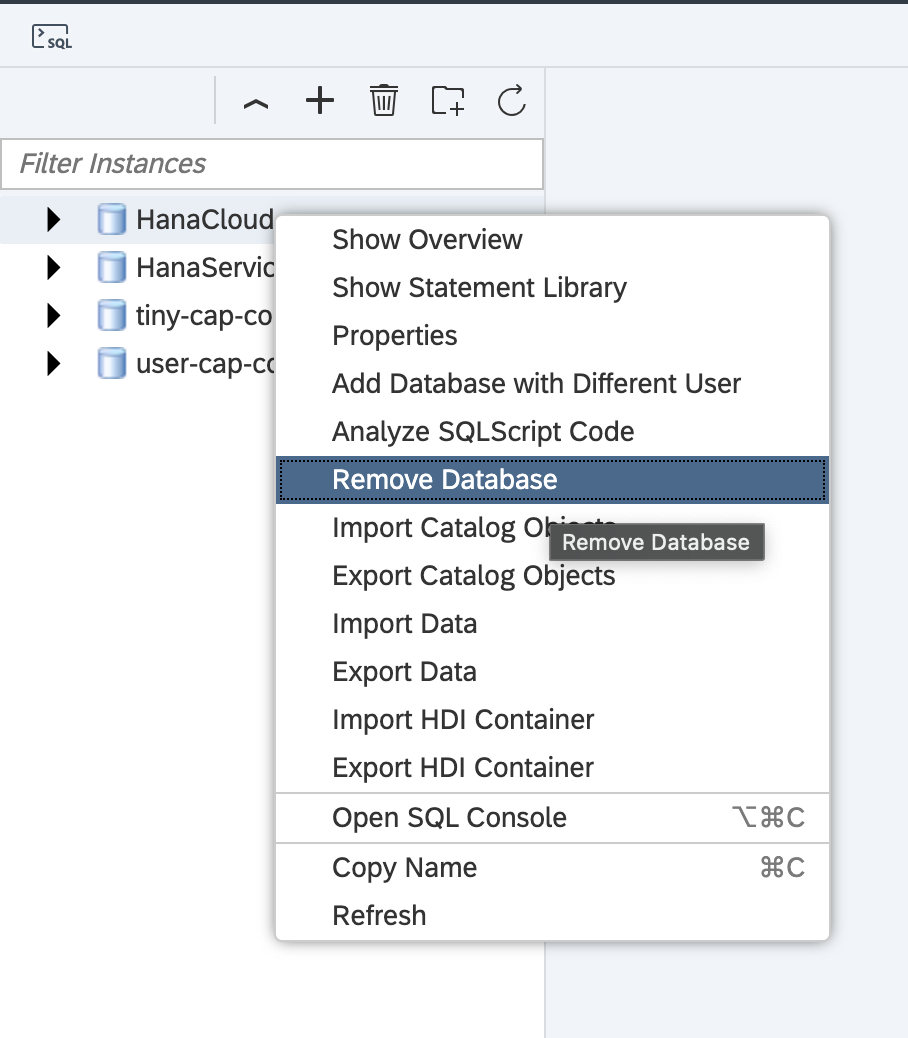 SQL
Filter Instances
HanaCloud
HanaServic
tiny-cap-co
user-cap-c
Show Overview
Show Statement Library
Properties
Add Database with Different User
Analyze SQLScript Code
Remove Database
Import Catalog Objects
Remove Database
Export Catalog Objects
Import Data
Export Data
Import HDI Container
Export HDI Container
Open SQL Console ⌥⌘C
Copy Name ⌘C
Refresh